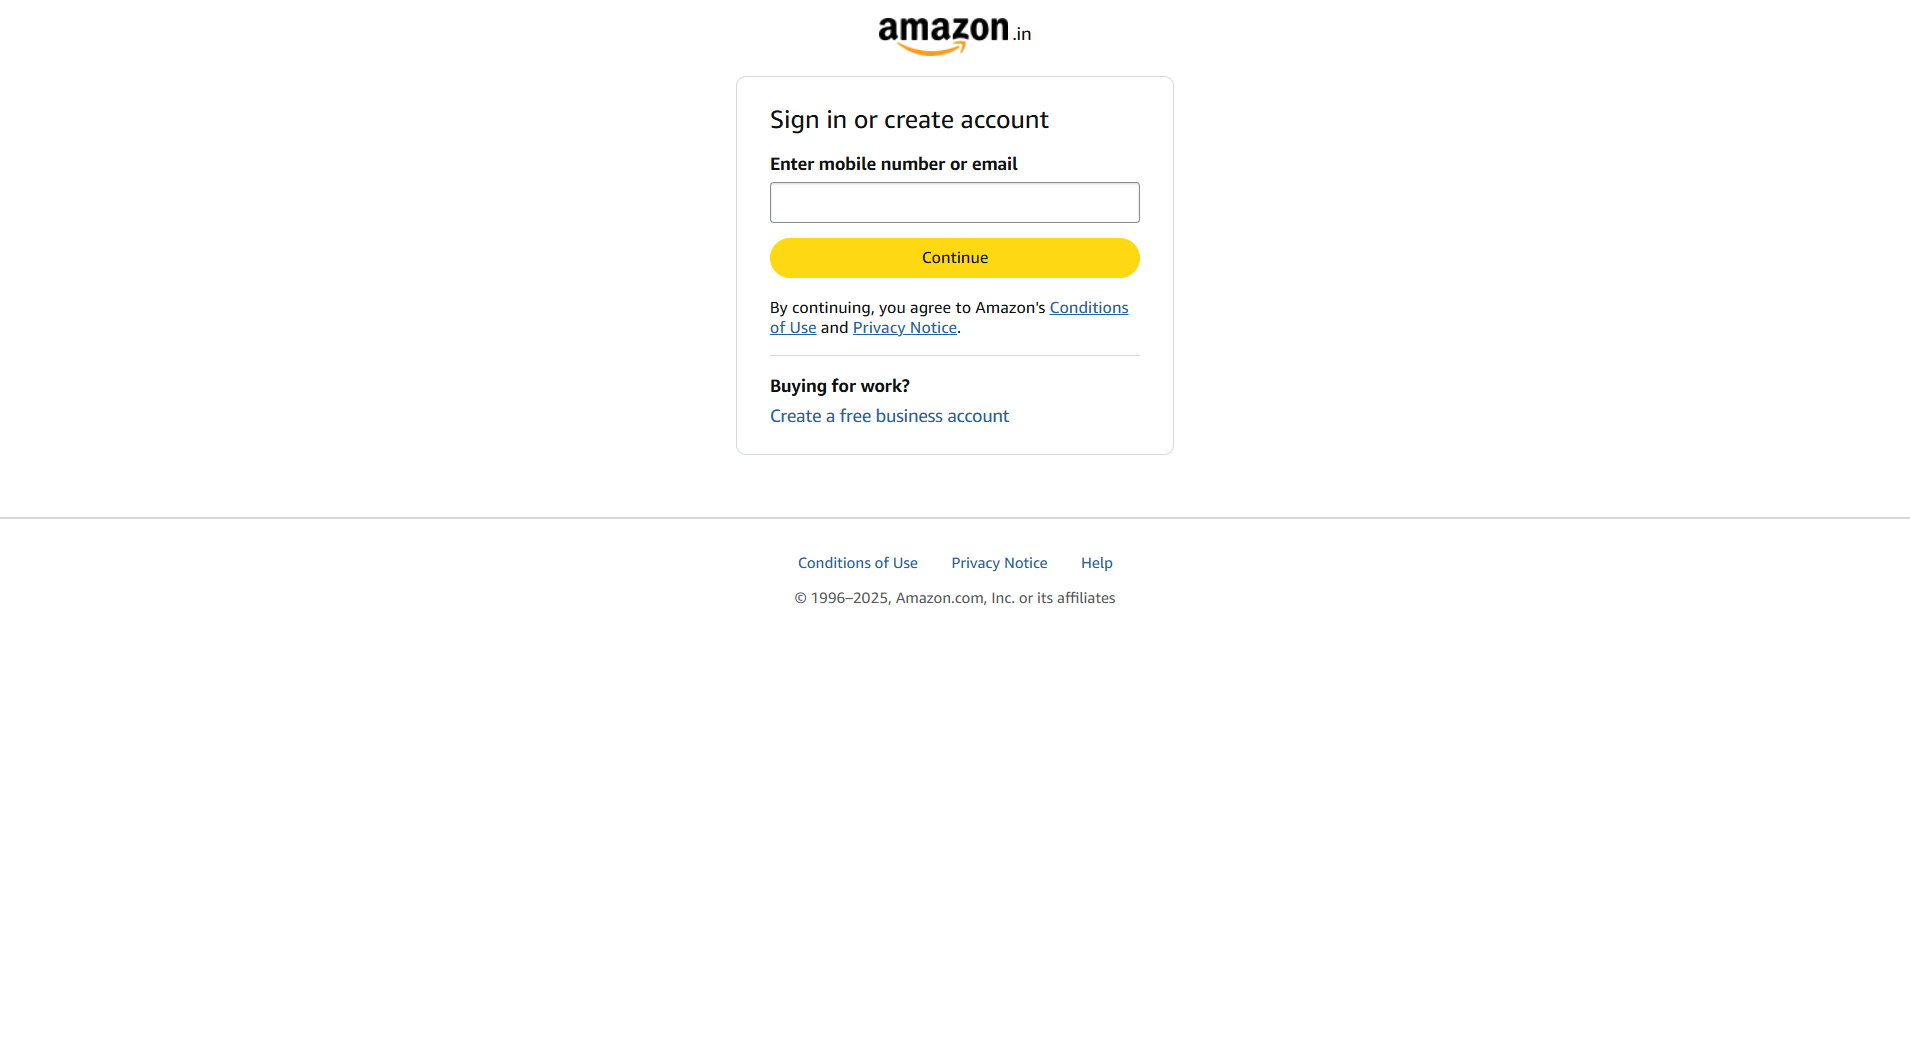 amazon.in
Sign in or create account
Enter mobile number or email
Continue
By continuing, you agree to Amazon's Conditions
of Use and Privacy Notice.
Buying for work?
Create a free business account
Conditions of Use Privacy Notice Help
© 1996–2025, Amazon.com, Inc. or its affiliates